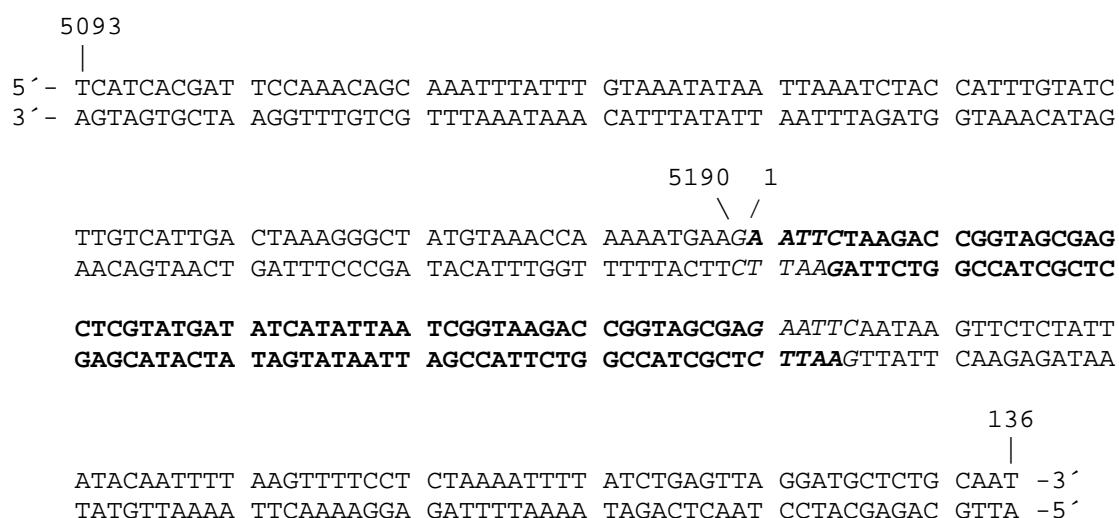 5093
|
5´- TCATCACGAT TCCAAACAGC AAATTTATTT GTAAATATAA TTAAATCTAC CATTTGTATC
3´- AGTAGTGCTA AGGTTTGTCG TTTAAATAAA CATTTATATT AATTTAGATG GTAAACATAG
5190 1
\ /
TTGTCATTGA CTAAAGGGCT ATGTAAACCA AAAATGAAGA ATTCTAAGAC CGGTAGCGAG
AACAGTAACT GATTTCCCGA TACATTTGGT TTTTACTTCTT TAAGATTCTG GCCATCGCTC
CTCGTATGAT ATCATATTAA TCGGTAAGAC CGGTAGCGAG AATTCAATAA GTTCTCTATT
GAGCATACTA TAGTATAATT AGCCATTCTG GCCATCGCTC TTAAGTTATT CAAGAGATAA
136
|
ATACAATTTT AAGTTTTCCT CTAAAATTTT ATCTGAGTTA GGATGCTCTG CAAT -3´
TATGTTAAAA TTCAAAAGGA GATTTTAAAA TAGACTCAAT CCTACGAGAC GTTA -5´